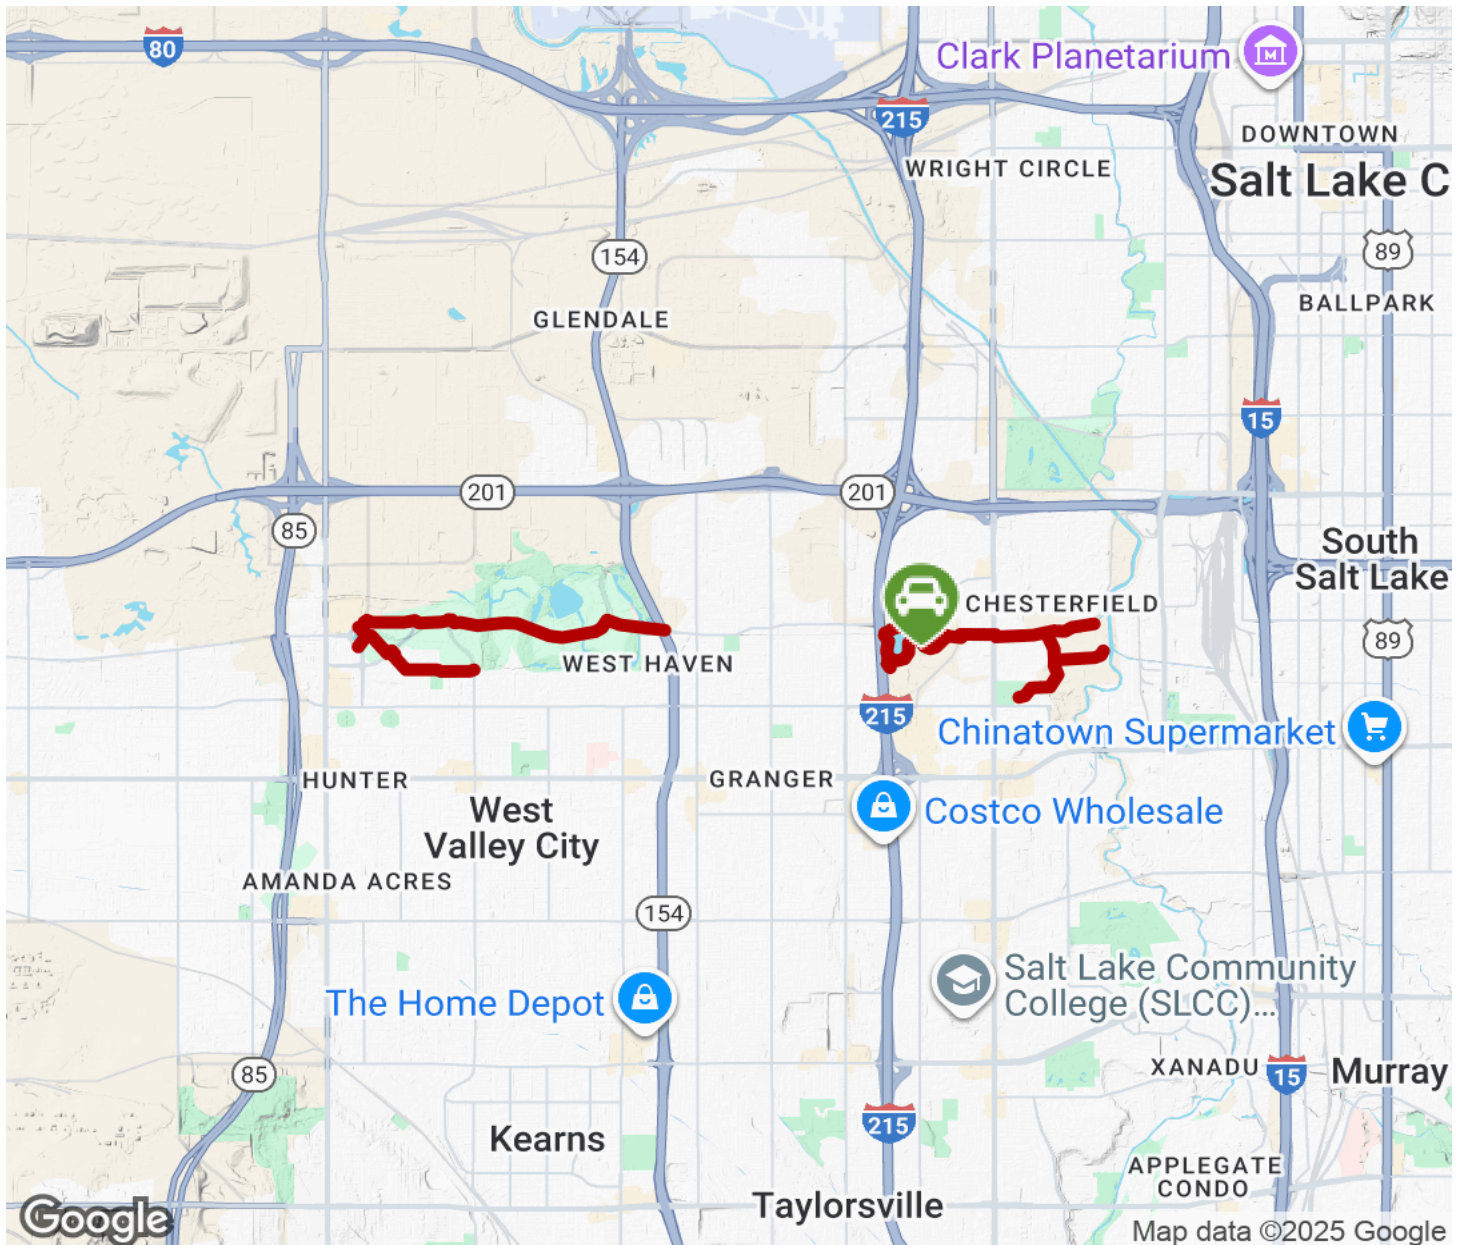 80
Clark Planetarium
215
DOWNTOWN
WRIGHT CIRCLE
Salt Lake C
154
89
BALLPARK
GLENDALE
15
201
201
85
South
Salt Lake
CHESTERFIELD
89
WEST HAVEN
215
Chinatown Supermarket
HUNTER
GRANGER
West
Valley City
Costco Wholesale
AMANDA ACRES
154
Salt Lake Community
College (SLCC)...
The Home Depot
85
XANADU
15
Murray
215
Kearns
APPLEGATE
CONDO
Taylorsville
Google
Map data ©2025 Google